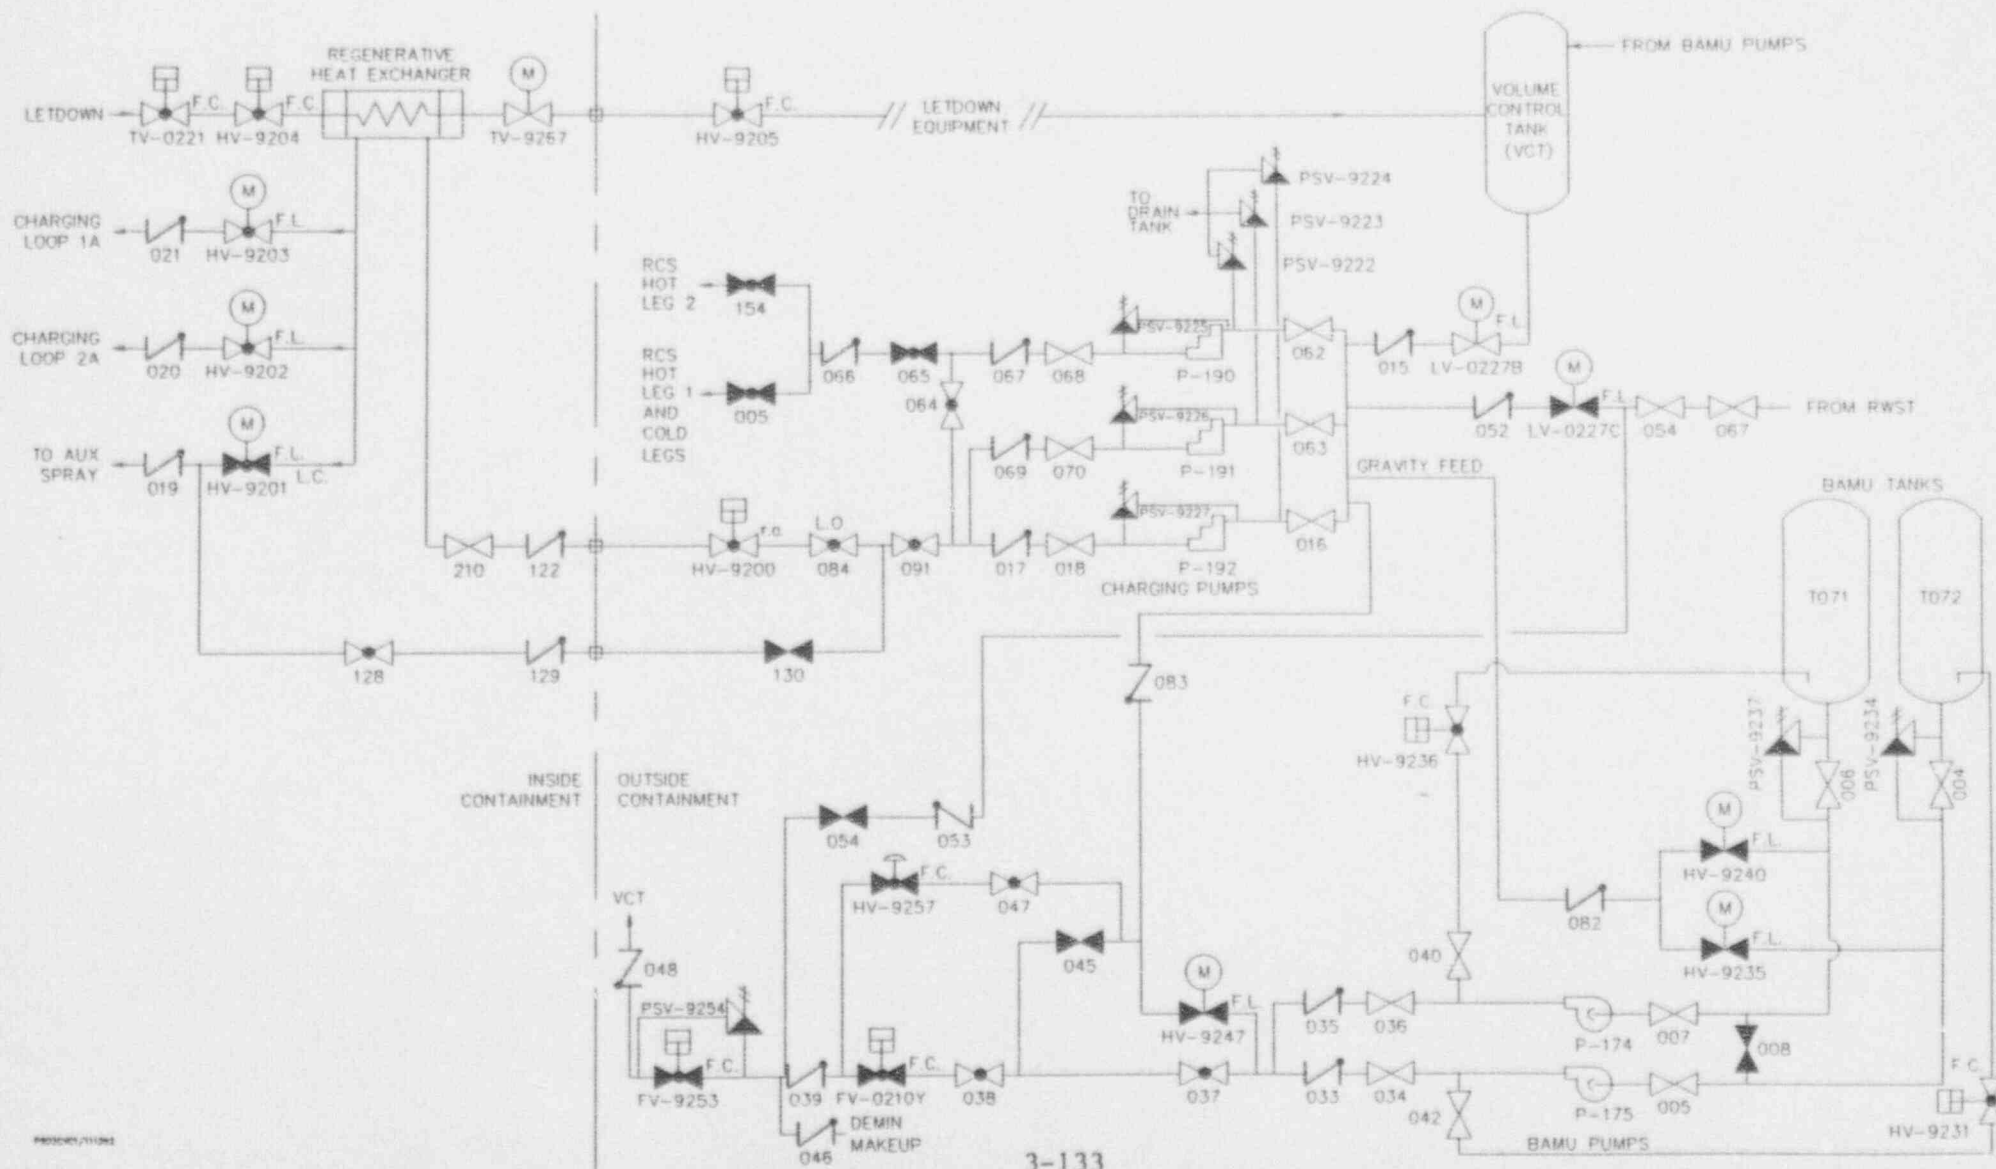 FROM BAMU PUMPS
VOLUME
CONTROL
TANK
(VCT)
REGENERATIVE
HEAT EXCHANGER
M
LETDOWN
F.C.
F.C.
TV-0221
HV-9204
TV-9267
F.C.
HV-9205
LETDOWN
EQUIPMENT
M
CHARGING
LOOP 1A
F.L.
021
HV-9203
M
CHARGING
LOOP 2A
F.L.
020
HV-9202
M
TO AUX
SPRAY
F.L.
L.C.
019
HV-9201
TO
DRAIN
TANK
PSV-9224
PSV-9223
PSV-9222
RCS
HOT
LEG 2
154
RCS
HOT
LEG 1
AND
COLD
LEGS
005
066
065
067
068
PSV-9225
P-190
062
064
069
070
PSV-9226
P-191
063
017
018
PSV-9227
P-192
016
CHARGING PUMPS
M
F.L.
015
LV-0227B
M
F.L.
052
LV-0227C
054
067
FROM RWST
GRAVITY FEED
BAMU TANKS
T071
T072
210
122
F.O.
HV-9200
L.O
084
091
128
129
130
083
F.C.
HV-9236
PSV-9237
006
PSV-9234
004
INSIDE
CONTAINMENT
OUTSIDE
CONTAINMENT
054
053
F.C.
HV-9257
047
045
M
F.L.
HV-9240
M
F.L.
HV-9235
082
040
VCT
048
PSV-9254
F.C.
FV-9253
039
F.C.
FV-0210Y
038
DEMIN
MAKEUP
046
M
F.L.
HV-9247
037
035
036
033
034
042
P-174
007
008
P-175
005
BAMU PUMPS
F.C.
HV-9231
3-133